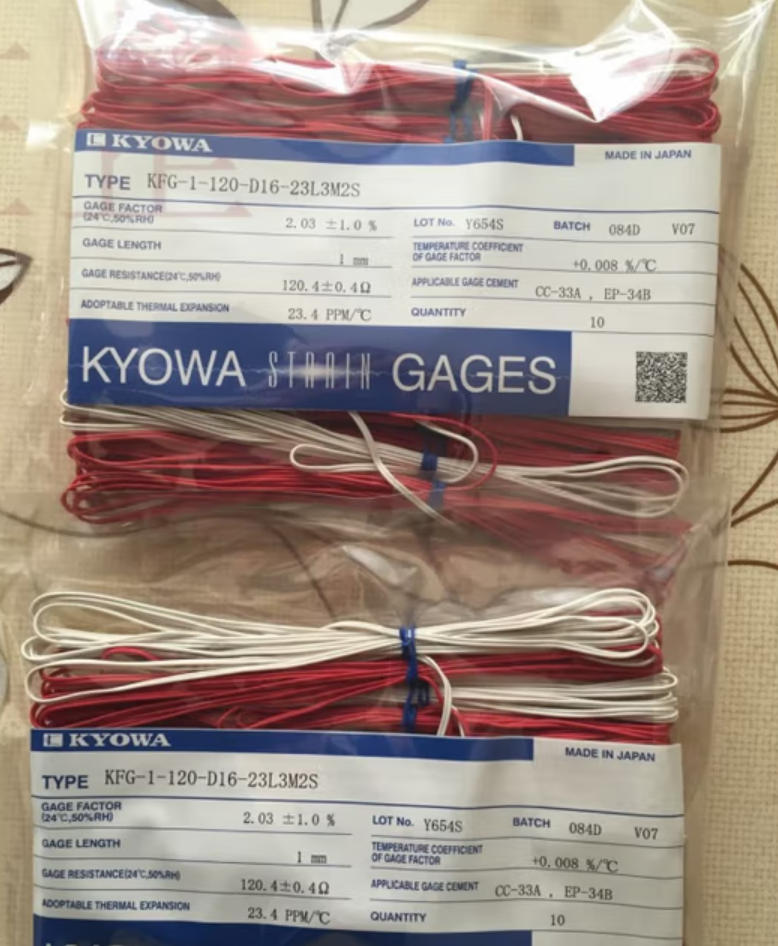 KYOWA
MADE IN JAPAN
TYPE KFG-1-120-D16-23L3M2S
GAGE FACTOR
(24℃,50%RH) 2.03 ±1.0 %
LOT No. Y654S BATCH 084D V07
GAGE LENGTH 1 mm
TEMPERATURE COEFFICIENT
OF GAGE FACTOR +0.008 %/℃
GAGE RESISTANCE(24℃,50%RH) 120.4±0.4Ω
APPLICABLE GAGE CEMENT CC-33A , EP-34B
ADOPTABLE THERMAL EXPANSION 23.4 PPM/℃
QUANTITY 10
KYOWA STRAIN GAGES
KYOWA
MADE IN JAPAN
TYPE KFG-1-120-D16-23L3M2S
GAGE FACTOR
(24℃,50%RH) 2.03 ±1.0 %
LOT No. Y654S BATCH 084D V07
GAGE LENGTH 1 mm
TEMPERATURE COEFFICIENT
OF GAGE FACTOR +0.008 %/℃
GAGE RESISTANCE(24℃,50%RH) 120.4±0.4Ω
APPLICABLE GAGE CEMENT CC-33A , EP-34B
ADOPTABLE THERMAL EXPANSION 23.4 PPM/℃
QUANTITY 10